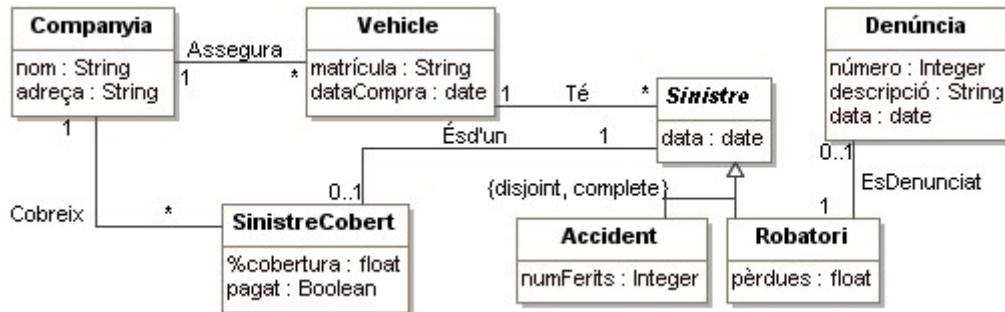 Companyia
nom : String
adreça : String
Assegura
1
*
Vehicle
matrícula : String
dataCompra : date
1
Té
*
Sinistre
data : date
Denúncia
número : Integer
descripció : String
data : date
0..1
EsDenunciat
1
1
Cobreix
*
Ésd'un
1
0..1
SinistreCobert
%cobertura : float
pagat : Boolean
{disjoint, complete}
Accident
numFerits : Integer
Robatori
pèrdues : float